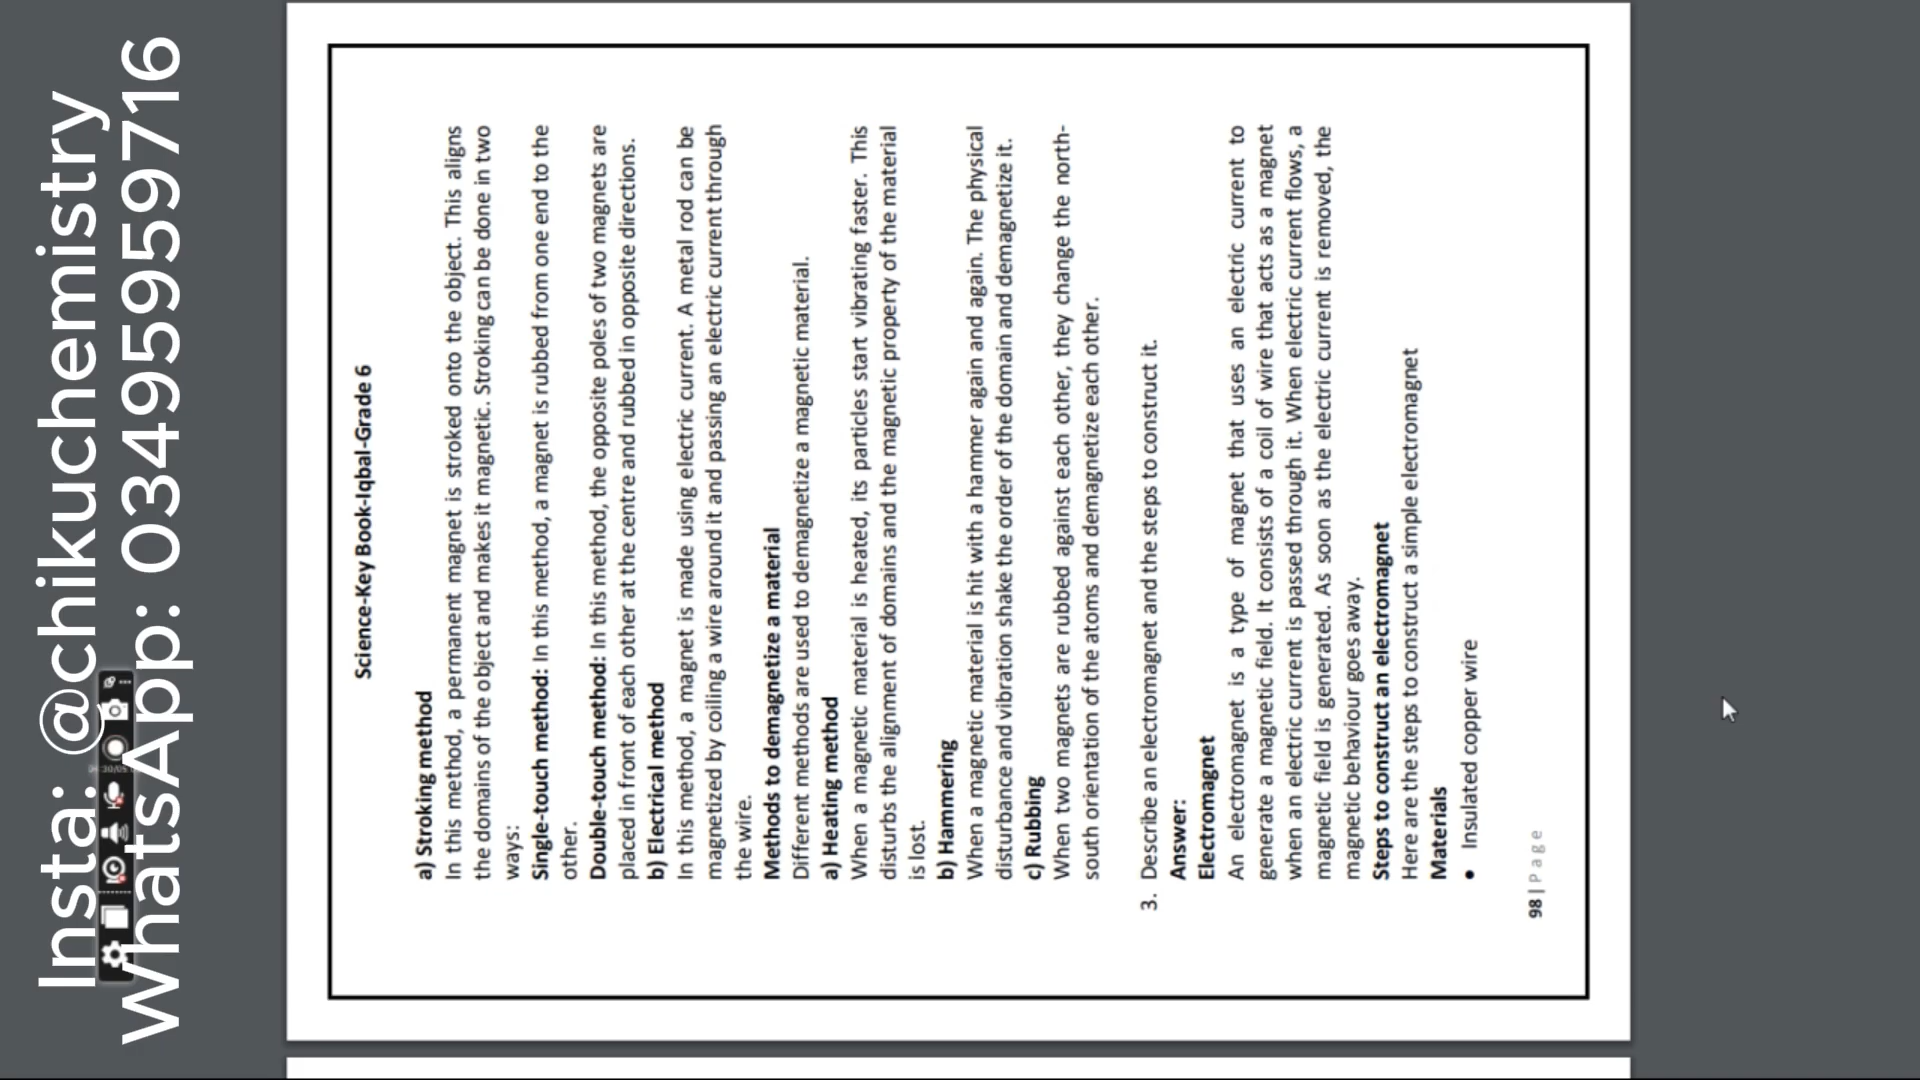 Insta: @chikuchemistry
WhatsApp: 03495959716
Science-Key Book-Iqbal-Grade 6
a) Stroking method
In this method, a permanent magnet is stroked onto the object. This aligns
the domains of the object and makes it magnetic. Stroking can be done in two
ways:
Single-touch method: In this method, a magnet is rubbed from one end to the
other.
Double-touch method: In this method, the opposite poles of two magnets are
placed in front of each other at the centre and rubbed in opposite directions.
b) Electrical method
In this method, a magnet is made using electric current. A metal rod can be
magnetized by coiling a wire around it and passing an electric current through
the wire.
Methods to demagnetize a material
Different methods are used to demagnetize a magnetic material.
a) Heating method
When a magnetic material is heated, its particles start vibrating faster. This
disturbs the alignment of domains and the magnetic property of the material
is lost.
b) Hammering
When a magnetic material is hit with a hammer again and again. The physical
disturbance and vibration shake the order of the domain and demagnetize it.
c) Rubbing
When two magnets are rubbed against each other, they change the north-
south orientation of the atoms and demagnetize each other.
3. Describe an electromagnet and the steps to construct it.
Answer:
Electromagnet
An electromagnet is a type of magnet that uses an electric current to
generate a magnetic field. It consists of a coil of wire that acts as a magnet
when an electric current is passed through it. When electric current flows, a
magnetic field is generated. As soon as the electric current is removed, the
magnetic behaviour goes away.
Steps to construct an electromagnet
Here are the steps to construct a simple electromagnet
Materials
• Insulated copper wire
98 | P a g e